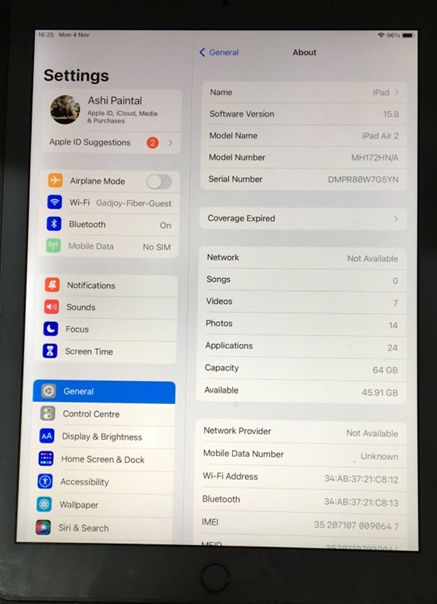 16:25 Mon 4 Nov
96%
Settings
Ashi Paintal
Apple ID, iCloud, Media
& Purchases
Apple ID Suggestions 2
Airplane Mode
Wi-Fi Gadjoy-Fiber-Guest
Bluetooth On
Mobile Data No SIM
Notifications
Sounds
Focus
Screen Time
General
Control Centre
AA Display & Brightness
Home Screen & Dock
Accessibility
Wallpaper
Siri & Search
General
About
Name iPad
Software Version 15.8
Model Name iPad Air 2
Model Number MH172HN/A
Serial Number DMPR80W7G5YN
Coverage Expired
Network Not Available
Songs 0
Videos 7
Photos 14
Applications 24
Capacity 64 GB
Available 45.91 GB
Network Provider Not Available
Mobile Data Number Unknown
Wi-Fi Address 34:AB:37:21:C8:12
Bluetooth 34:AB:37:21:C8:13
IMEI 35 207107 009064 7
MEID